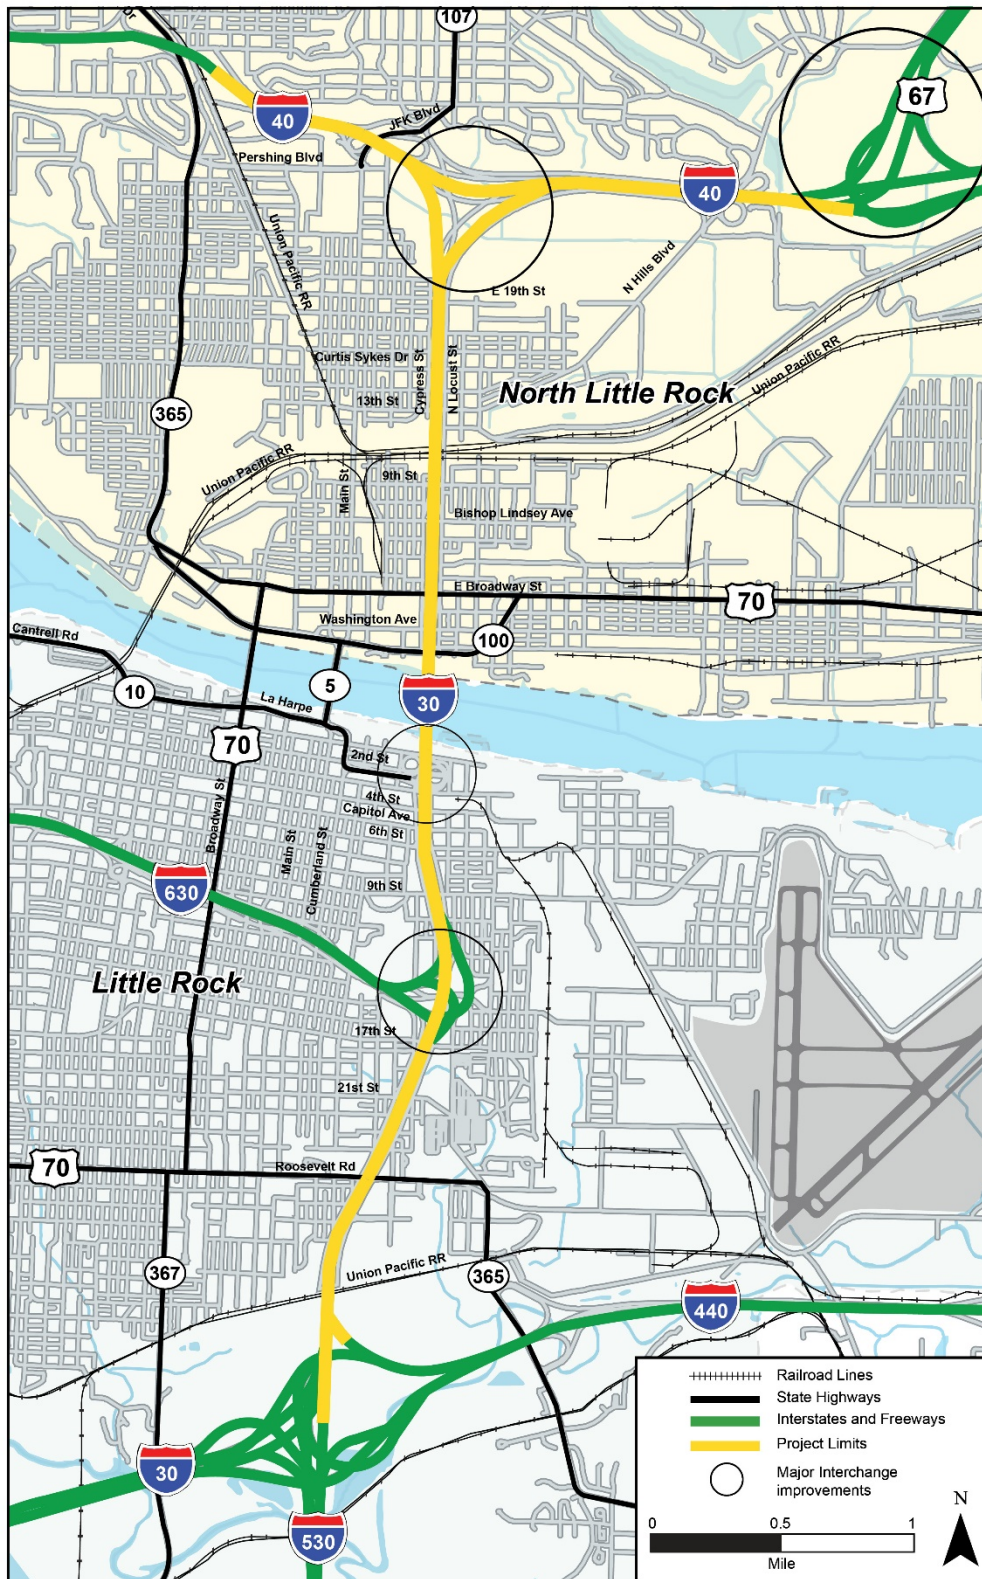 Dr
107
67
40
JFK Blvd
Pershing Blvd
40
Union Pacific RR
N Hills Blvd
E 19th St
Curtis Sykes Dr
Cypress St
N Locust St
Union Pacific RR
North Little Rock
13th St
365
Union Pacific RR
Main St
9th St
Bishop Lindsey Ave
E Broadway St
70
Washington Ave
100
Cantrell Rd
10
5
La Harpe
30
70
2nd St
4th St
Capitol Ave
6th St
Broadway St
Main St
Cumberland St
630
9th St
Little Rock
17th St
21st St
70
Roosevelt Rd
Union Pacific RR
367
365
440
30
530
Railroad Lines
State Highways
Interstates and Freeways
Project Limits
Major Interchange
improvements
N
0 0.5 1
Mile